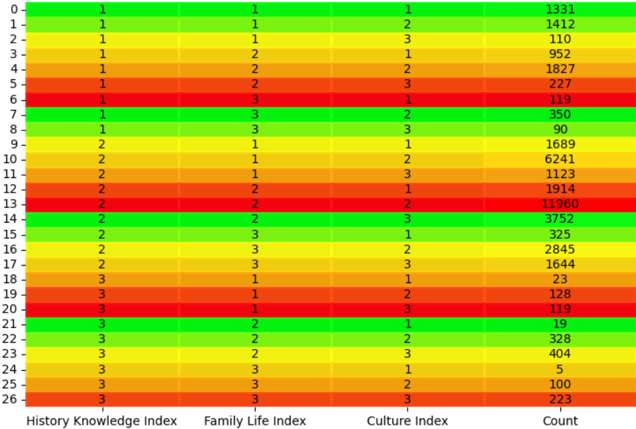 0 1 1 1 1331
1 1 1 2 1412
2 1 1 3 110
3 1 2 1 952
4 1 2 2 1827
5 1 2 3 227
6 1 3 1 119
7 1 3 2 350
8 1 3 3 90
9 2 1 1 1689
10 2 1 2 6241
11 2 1 3 1123
12 2 2 1 1914
13 2 2 2 11960
14 2 2 3 3752
15 2 3 1 325
16 2 3 2 2845
17 2 3 3 1644
18 3 1 1 23
19 3 1 2 128
20 3 1 3 119
21 3 2 1 19
22 3 2 2 328
23 3 2 3 404
24 3 3 1 5
25 3 3 2 100
26 3 3 3 223
History Knowledge Index Family Life Index Culture Index Count